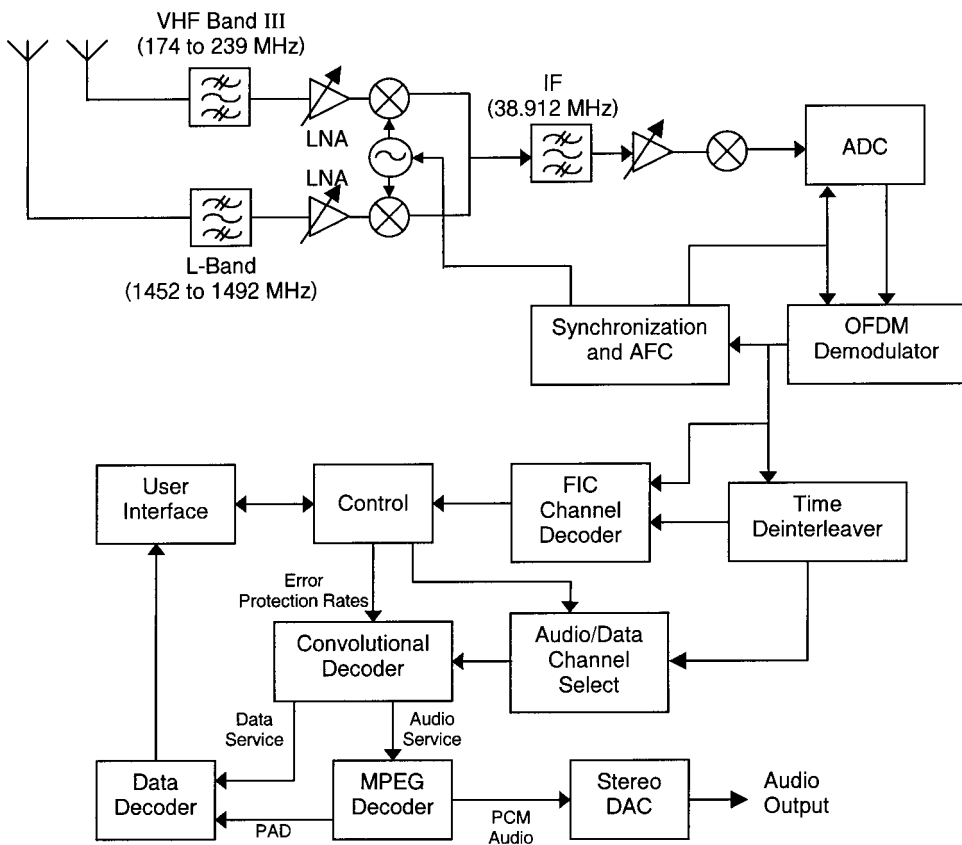 VHF Band III
(174 to 239 MHz)
IF
(38.912 MHz)
LNA
ADC
LNA
L-Band
(1452 to 1492 MHz)
Synchronization
and AFC
OFDM
Demodulator
User
Interface
Control
FIC
Channel
Decoder
Time
Deinterleaver
Error
Protection Rates
Convolutional
Decoder
Audio/Data
Channel
Select
Data
Service
Audio
Service
Data
Decoder
PAD
MPEG
Decoder
PCM
Audio
Stereo
DAC
Audio
Output